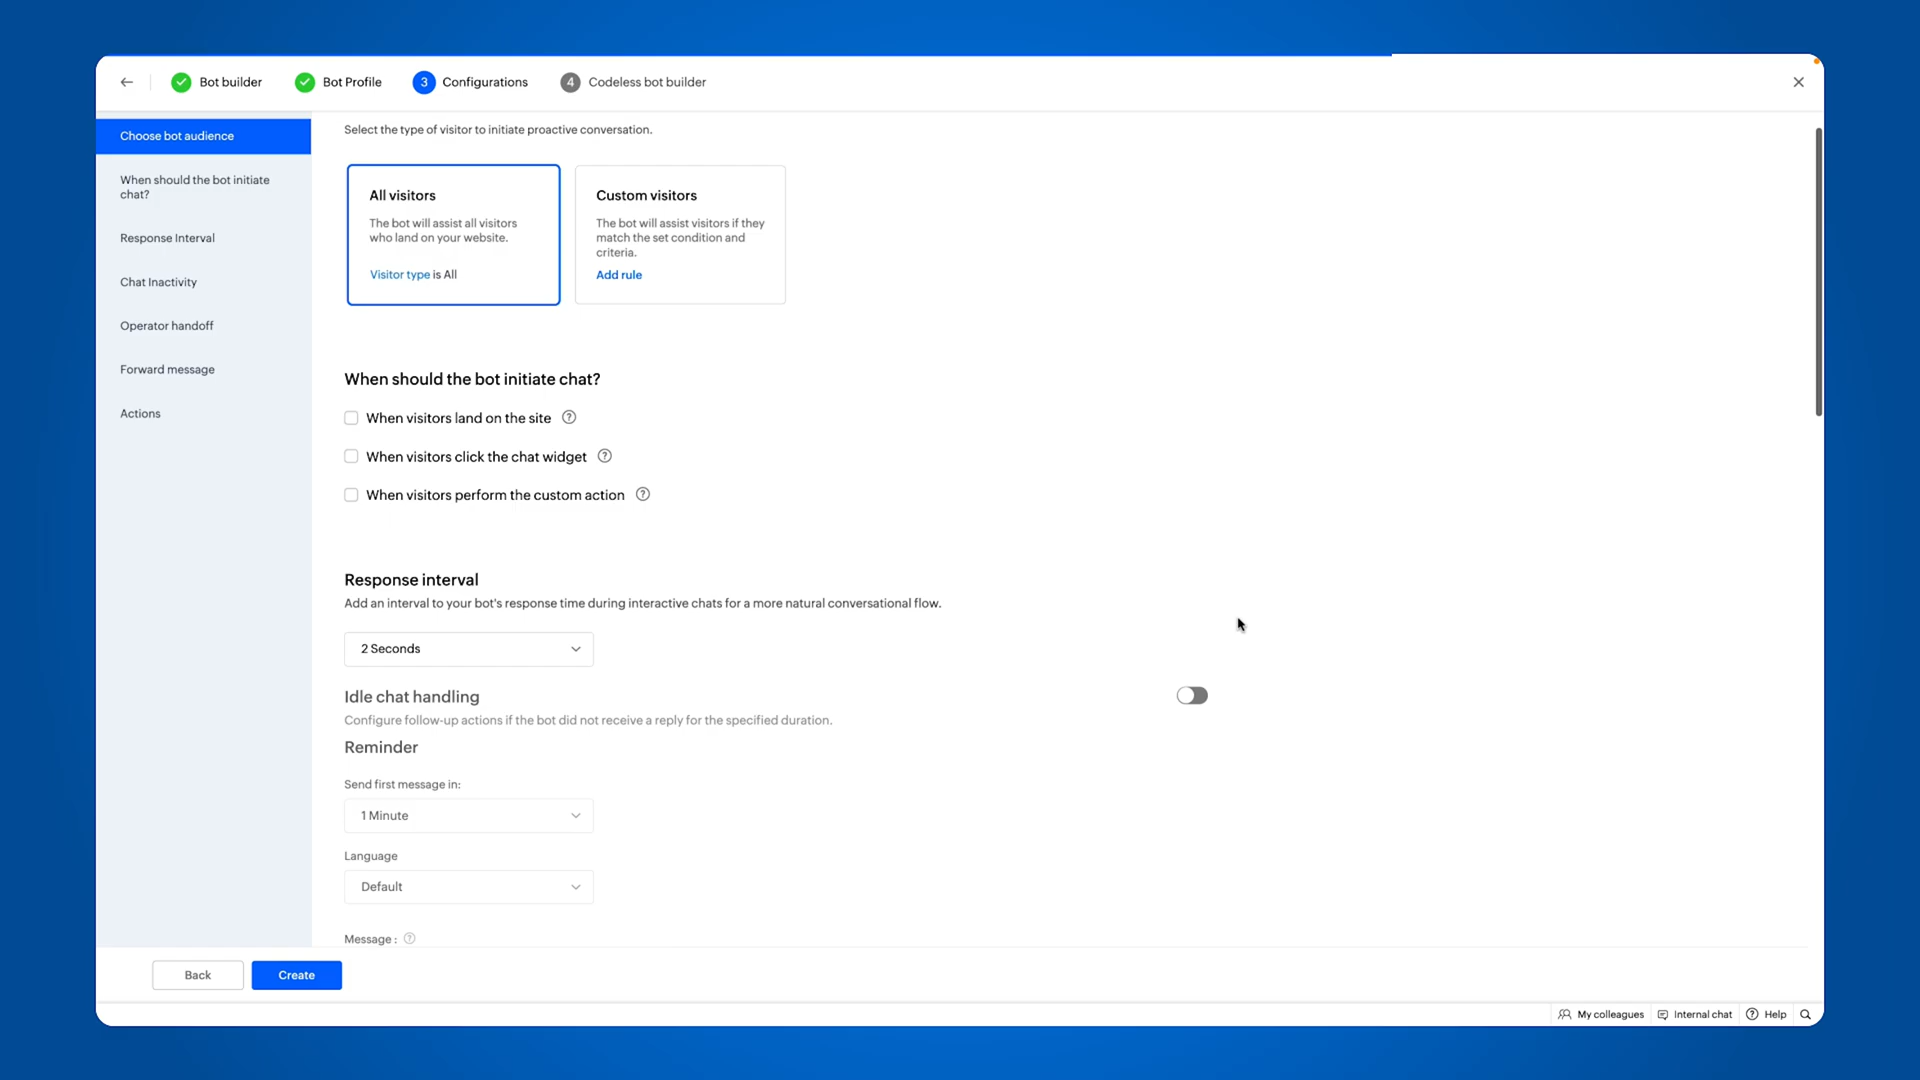 Bot builder
Bot Profile
3 Configurations
4 Codeless bot builder
Choose bot audience
When should the bot initiate
chat?
Response Interval
Chat Inactivity
Operator handoff
Forward message
Actions
Select the type of visitor to initiate proactive conversation.
All visitors
The bot will assist all visitors
who land on your website.
Visitor type is All
Custom visitors
The bot will assist visitors if they
match the set condition and
criteria.
Add rule
When should the bot initiate chat?
When visitors land on the site ?
When visitors click the chat widget ?
When visitors perform the custom action ?
Response interval
Add an interval to your bot's response time during interactive chats for a more natural conversational flow.
2 Seconds
Idle chat handling
Configure follow-up actions if the bot did not receive a reply for the specified duration.
Reminder
Send first message in:
1 Minute
Language
Default
Message : ?
Back
Create
My colleagues
Internal chat
? Help